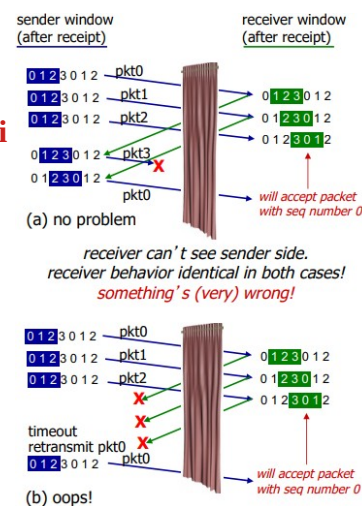 sender window
(after receipt)
receiver window
(after receipt)
0 1 2 3 0 1 2
pkt0
0 1 2 3 0 1 2
pkt1
0 1 2 3 0 1 2
0 1 2 3 0 1 2
pkt2
0 1 2 3 0 1 2
i
0 1 2 3 0 1 2
0 1 2 3 0 1 2
pkt3
X
0 1 2 3 0 1 2
pkt0
will accept packet
with seq number 0
(a) no problem
receiver can't see sender side.
receiver behavior identical in both cases!
something's (very) wrong!
0 1 2 3 0 1 2
pkt0
0 1 2 3 0 1 2
pkt1
0 1 2 3 0 1 2
0 1 2 3 0 1 2
pkt2
0 1 2 3 0 1 2
X
0 1 2 3 0 1 2
X
timeout
retransmit pkt0
X
0 1 2 3 0 1 2
pkt0
will accept packet
with seq number 0
(b) oops!